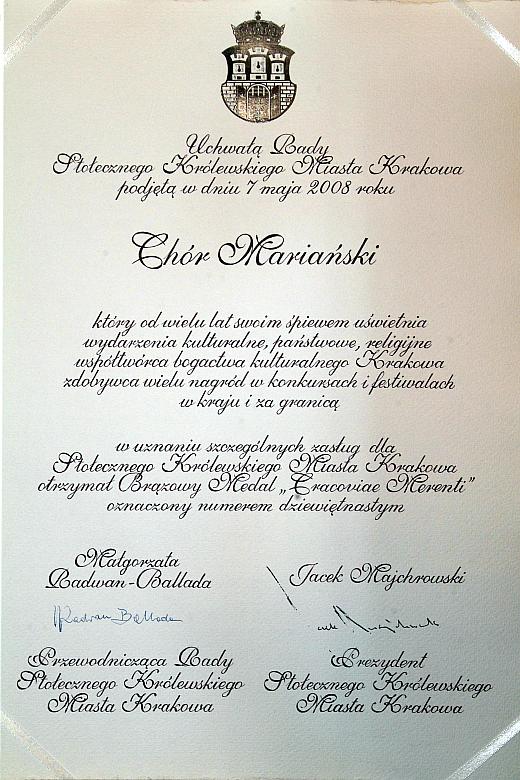 Uchwałą Rady
Stołecznego Królewskiego Miasta Krakowa
podjętą w dniu 7 maja 2008 roku
Chór Mariański
który od wielu lat swoim śpiewem uświetnia
wydarzenia kulturalne, państwowe, religijne
współtwórca bogactwa kulturalnego Krakowa
zdobywca wielu nagród w konkursach i festiwalach
w kraju i za granicą
w uznaniu szczególnych zasług dla
Stołecznego Królewskiego Miasta Krakowa
otrzymał Brązowy Medal „Cracoviae Merenti”
oznaczony numerem dziewiętnastym
Małgorzata
Radwan-Ballada
Radwan Ballada
Przewodnicząca Rady
Stołecznego Królewskiego
Miasta Krakowa
Jacek Majchrowski
Prezydent
Stołecznego Królewskiego
Miasta Krakowa